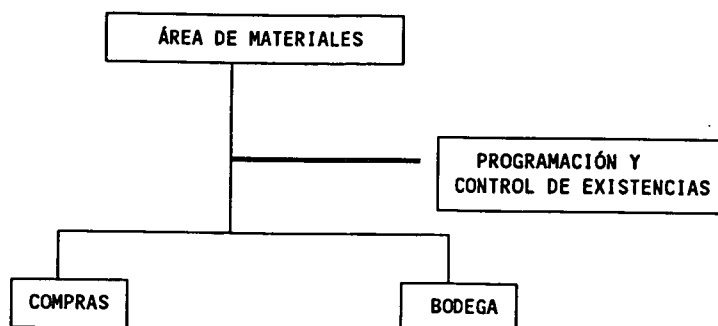 ÁREA DE MATERIALES
PROGRAMACIÓN Y
CONTROL DE EXISTENCIAS
COMPRAS
BODEGA